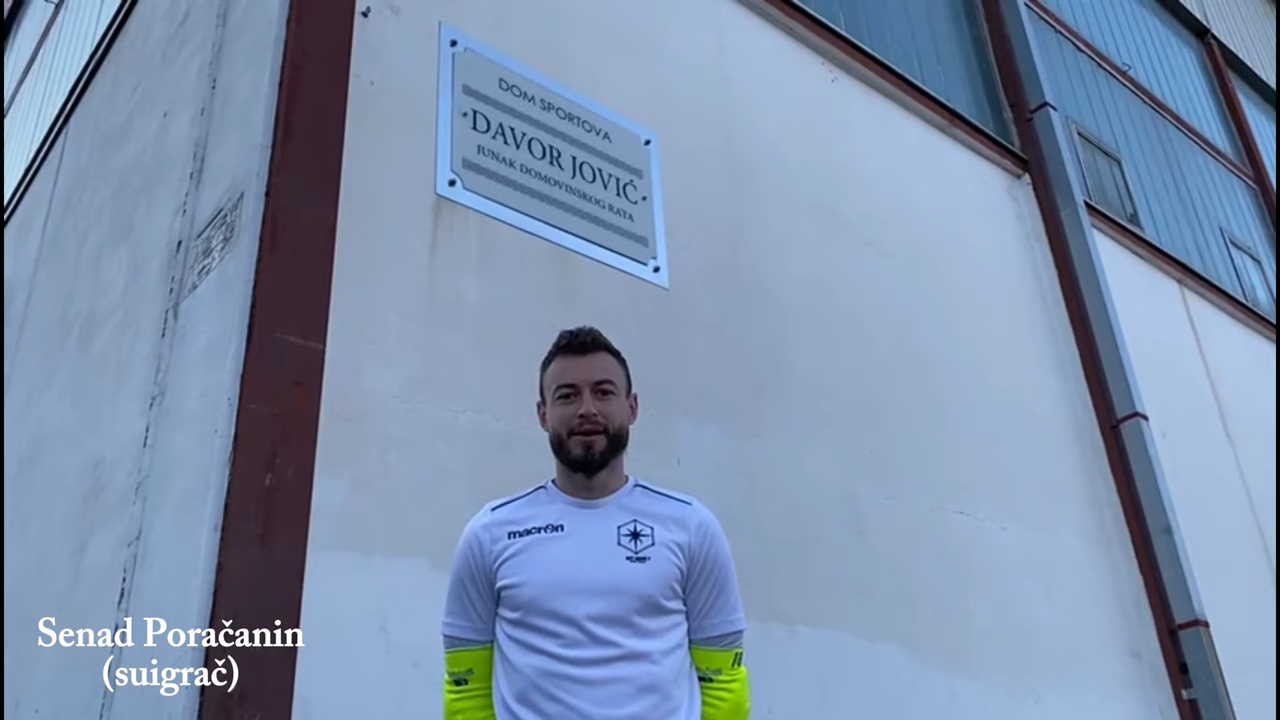 DOM SPORTOVA
DAVOR JOVIĆ
JUNAK DOMOVINSKOG RATA
macron
Senad Poračanin
(suigrač)